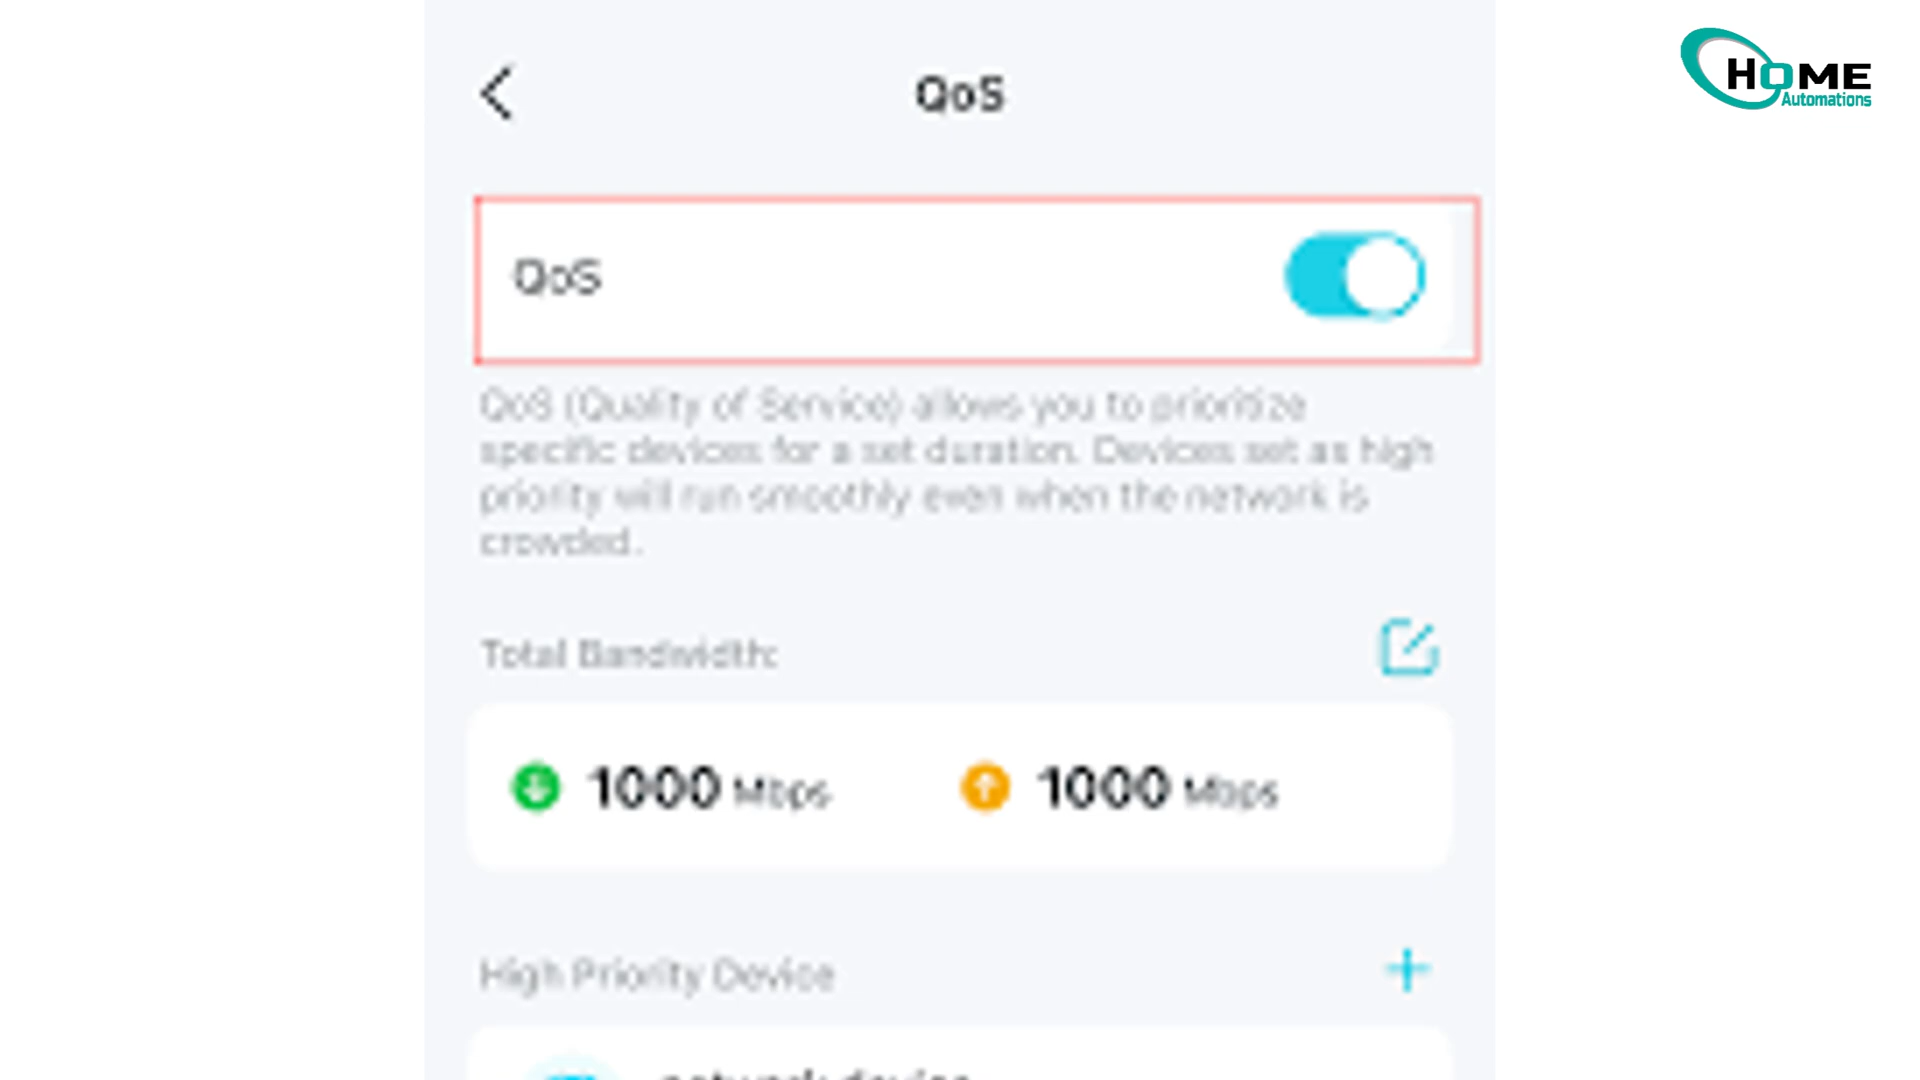 HOME
Automations
QoS
QoS
QoS (Quality of Service) allows you to prioritize
specific devices for a set duration. Devices set as high
priority will run smoothly even when the network is
crowded.
Total Bandwidth:
1000 Mbps 1000 Mbps
High Priority Device
network device